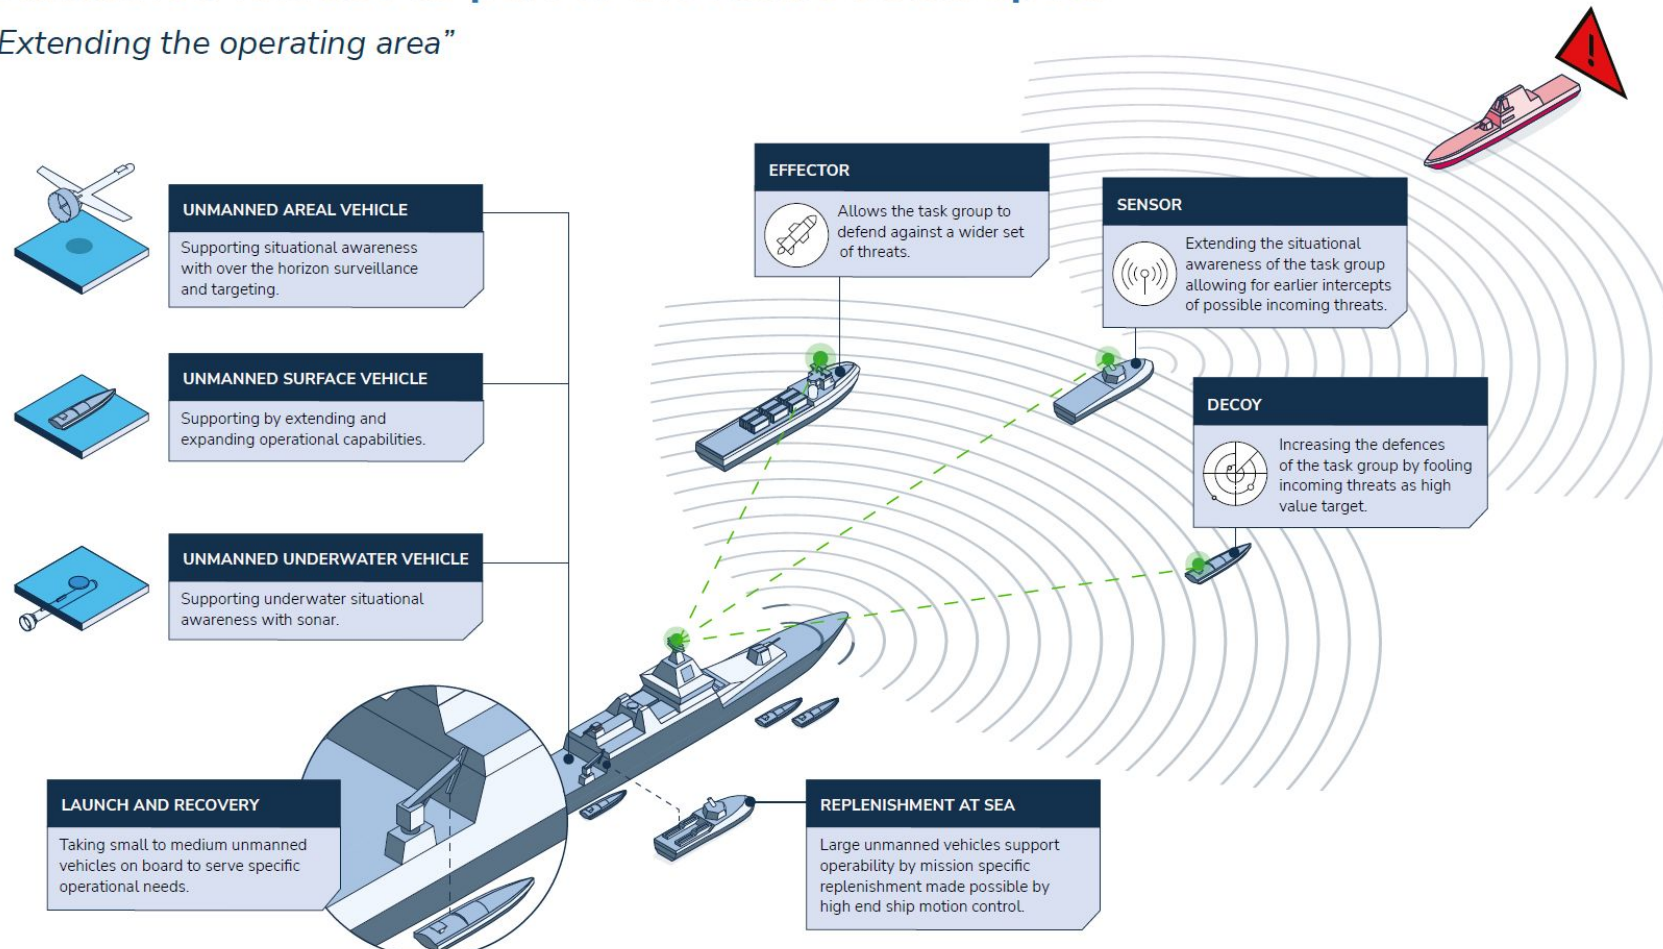 Extending the operating area”
UNMANNED AREAL VEHICLE
Supporting situational awareness
with over the horizon surveillance
and targeting.
UNMANNED SURFACE VEHICLE
Supporting by extending and
expanding operational capabilities.
UNMANNED UNDERWATER VEHICLE
Supporting underwater situational
awareness with sonar.
EFFECTOR
Allows the task group to
defend against a wider set
of threats.
SENSOR
Extending the situational
awareness of the task group
allowing for earlier intercepts
of possible incoming threats.
DECOY
Increasing the defences
of the task group by fooling
incoming threats as high
value target.
LAUNCH AND RECOVERY
Taking small to medium unmanned
vehicles on board to serve specific
operational needs.
REPLENISHMENT AT SEA
Large unmanned vehicles support
operability by mission specific
replenishment made possible by
high end ship motion control.
!